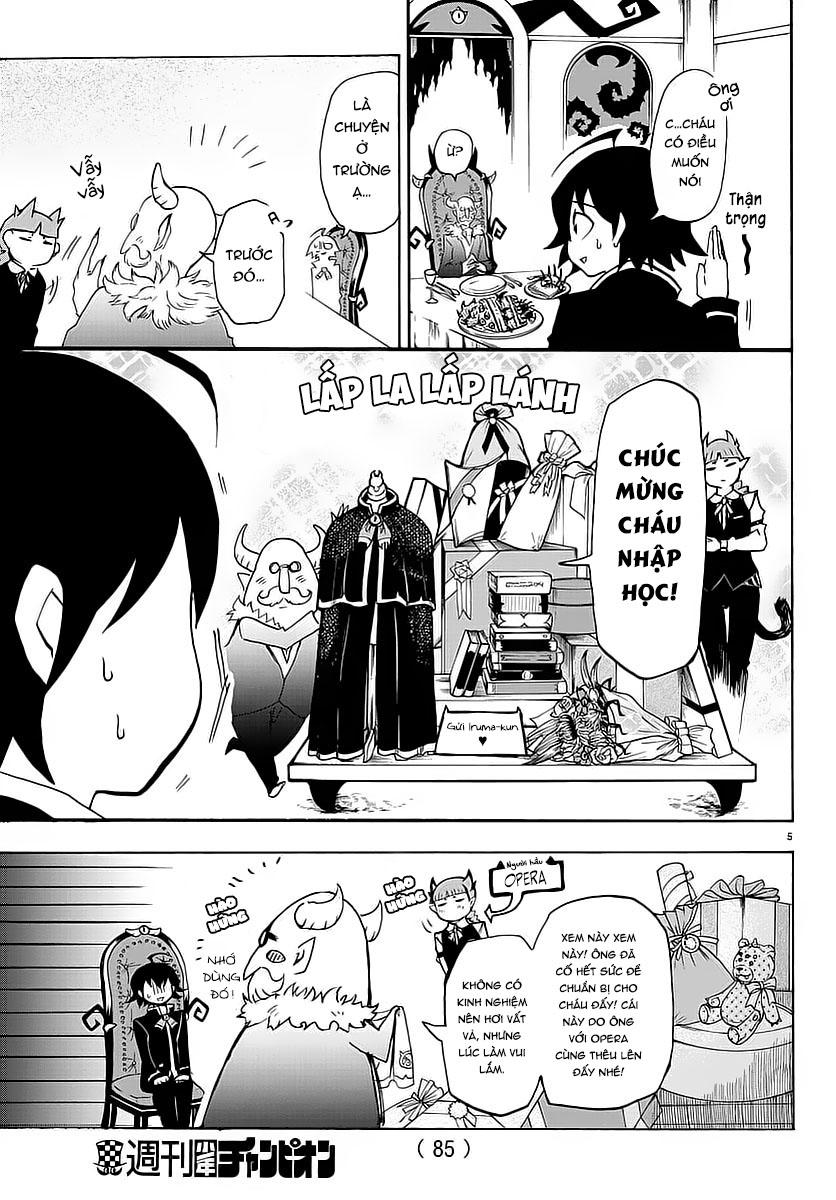 Ông
ơi
C...CHÁU
CÓ ĐIỀU
MUỐN
NÓI
Thận
trọng
Ừ?
LÀ
CHUYỆN
Ở
TRƯỜNG
Ạ...
TRƯỚC
ĐÓ...
Vẫy
vẫy
LẤP LA LẤP LÁNH
CHÚC
MỪNG
CHÁU
NHẬP
HỌC!
Gửi Iruma-kun
♥
5
Người hầu
OPERA
XEM NÀY XEM
NÀY! ÔNG ĐÃ
CỐ HẾT SỨC ĐỂ
CHUẨN BỊ CHO
CHÁU ĐẤY! CÁI
NÀY DO ÔNG
VỚI OPERA
CÙNG THÊU LÊN
ĐẤY NHÉ!
KHÔNG CÓ
KINH NGHIỆM
NÊN HƠI VẤT
VẢ, NHƯNG
LÚC LÀM VUI
LẮM.
HÀO
HỨNG
HÀO
HỨNG
NHỚ
DÙNG
ĐÓ!
( 85 )
週刊少年チャンピオン